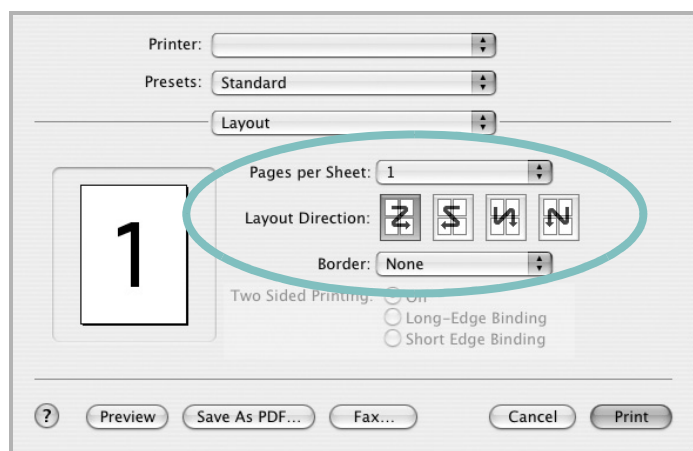 Printer:
Presets: Standard
Layout
Pages per Sheet: 1
Layout Direction:
Border: None
1
Two Sided Printing:
Long-Edge Binding
Short Edge Binding
? Preview Save As PDF... Fax... Cancel Print